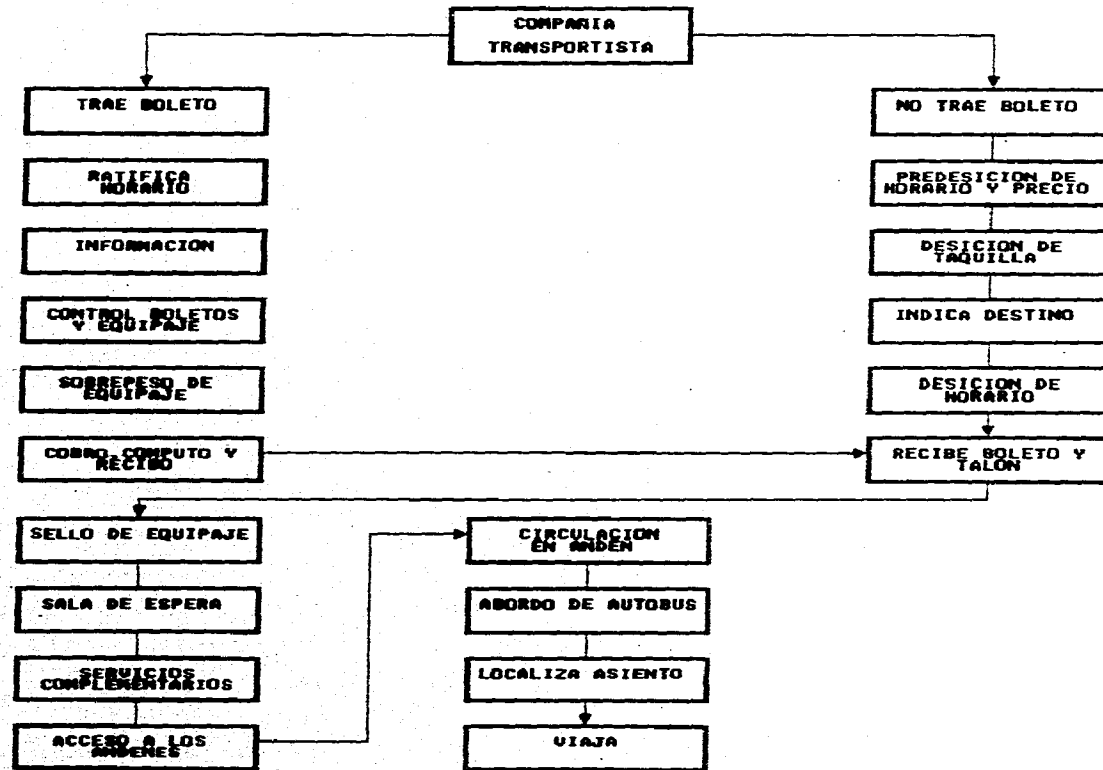 COMPAÑIA
TRANSPORTISTA
TRAE BOLETO
NO TRAE BOLETO
RATIFICA
HORARIO
PREDESICION DE
HORARIO Y PRECIO
INFORMACION
DESICION DE
TAQUILLA
CONTROL BOLETOS
Y EQUIPAJE
INDICA DESTINO
SOBREPESO DE
EQUIPAJE
DESICION DE
HORARIO
COBRO,COMPUTO Y
RECIBO
RECIBE BOLETO Y
TALON
SELLO DE EQUIPAJE
CIRCULACION
EN ANDEN
SALA DE ESPERA
ABORDO DE AUTOBUS
SERVICIOS
COMPLEMENTARIOS
LOCALIZA ASIENTO
ACCESO A LOS
ANDENES
VIAJA